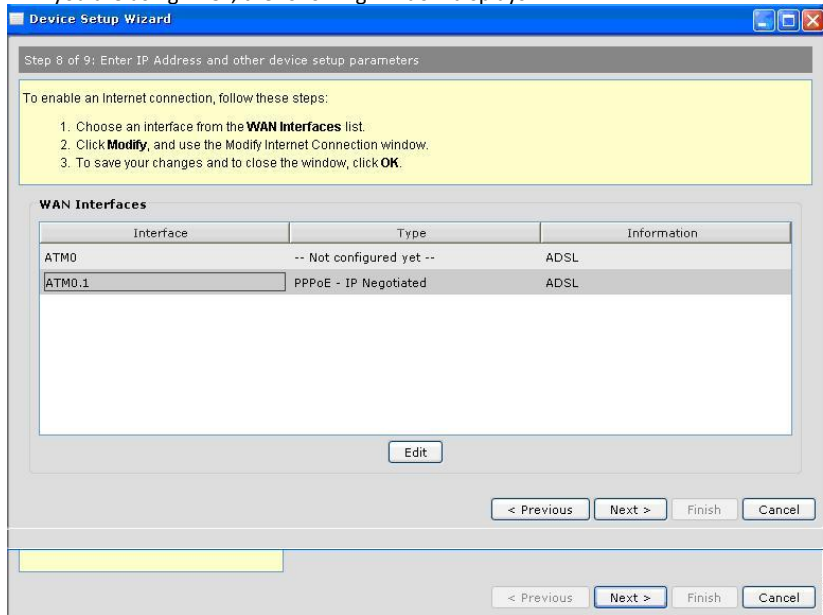 Device Setup Wizard
Step 8 of 9: Enter IP Address and other device setup parameters
To enable an Internet connection, follow these steps:
1. Choose an interface from the WAN Interfaces list.
2. Click Modify, and use the Modify Internet Connection window.
3. To save your changes and to close the window, click OK.
WAN Interfaces
Interface Type Information
ATM0 -- Not configured yet -- ADSL
ATM0.1 PPPoE - IP Negotiated ADSL
Edit
< Previous Next > Finish Cancel
< Previous Next > Finish Cancel